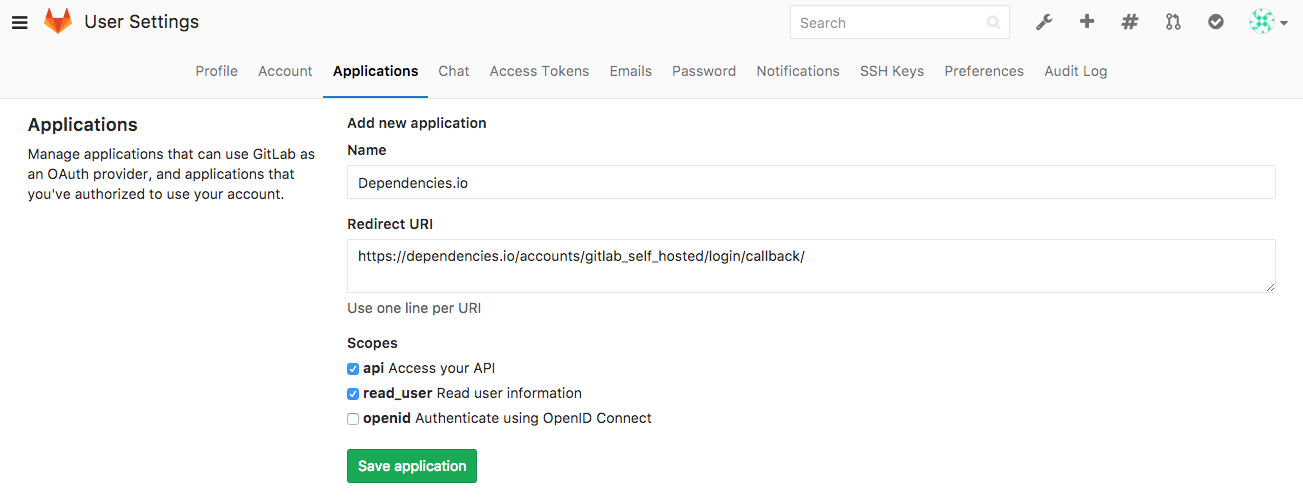 User Settings
Search
Profile Account Applications Chat Access Tokens Emails Password Notifications SSH Keys Preferences Audit Log
Applications
Manage applications that can use GitLab as
an OAuth provider, and applications that
you've authorized to use your account.
Add new application
Name
Dependencies.io
Redirect URI
https://dependencies.io/accounts/gitlab_self_hosted/login/callback/
Use one line per URI
Scopes
api Access your API
read_user Read user information
openid Authenticate using OpenID Connect
Save application